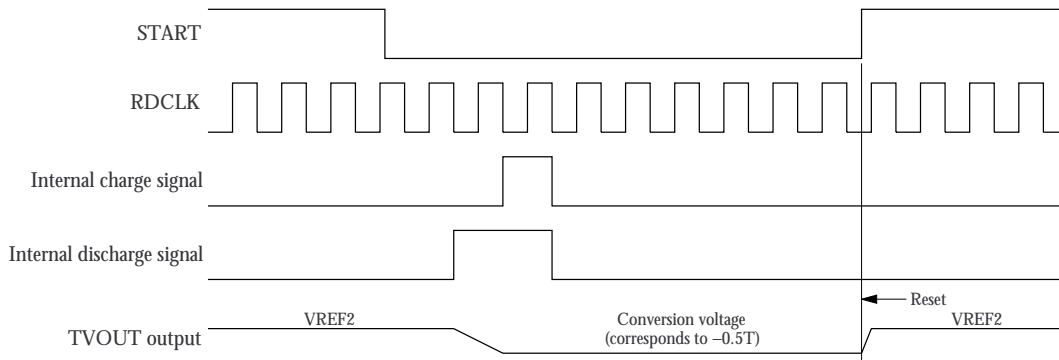 START
RDCLK
Internal charge signal
Internal discharge signal
Reset
TVOUT output
VREF2
Conversion voltage
(corresponds to –0.5T)
VREF2